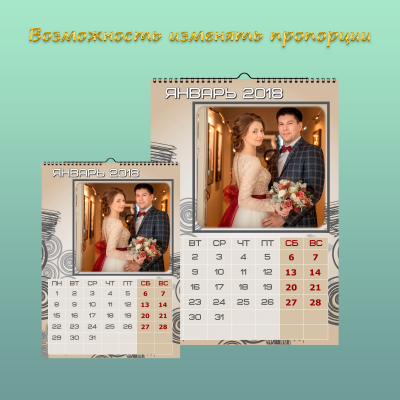 Возможность изменять пропорции
ЯНВАРЬ 2018
ВТ СР ЧТ ПТ СБ ВС
2 3 4 5 6 7
9 10 11 12 13 14
16 17 18 19 20 21
23 24 25 26 27 28
30 31
ЯНВАРЬ 2018
ПН ВТ СР ЧТ ПТ СБ ВС
1 2 3 4 5 6 7
8 9 10 11 12 13 14
15 16 17 18 19 20 21
22 23 24 25 26 27 28
29 30 31